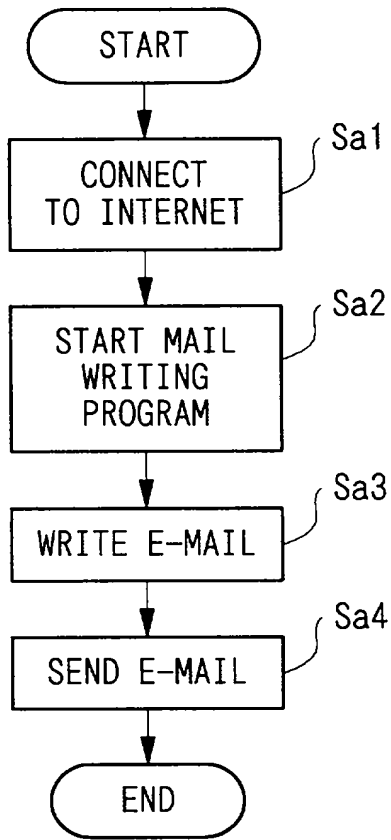 START
Sa1
CONNECT
TO INTERNET
Sa2
START MAIL
WRITING
PROGRAM
Sa3
WRITE E-MAIL
Sa4
SEND E-MAIL
END